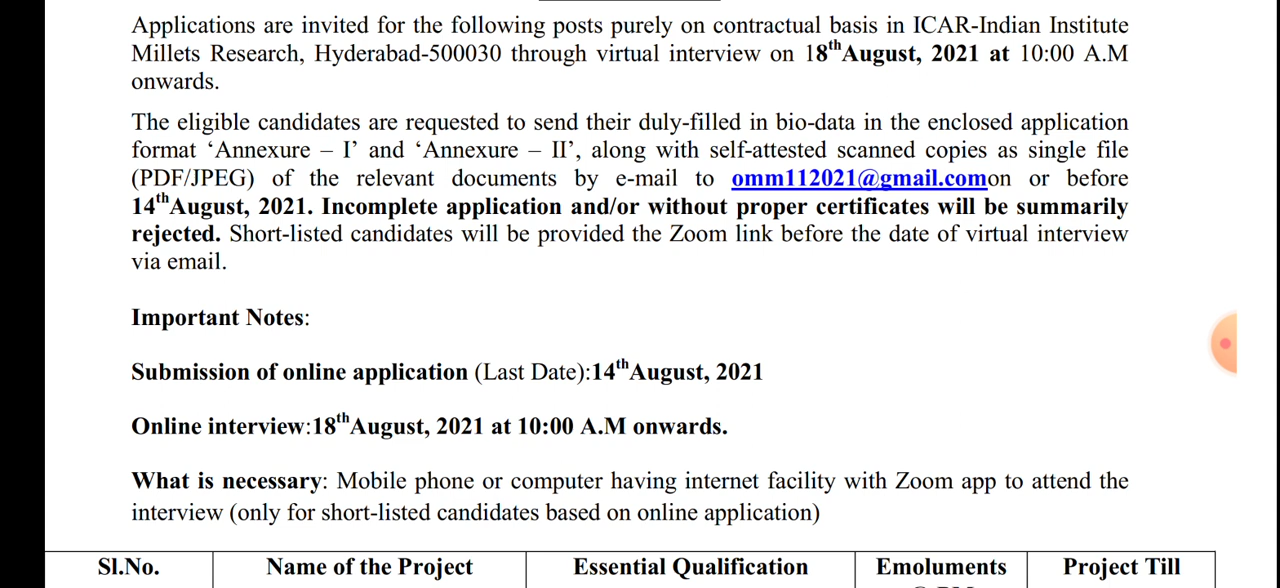 Applications are invited for the following posts purely on contractual basis in ICAR-Indian Institute
Millets Research, Hyderabad-500030 through virtual interview on 18th August, 2021 at 10:00 A.M
onwards.
The eligible candidates are requested to send their duly-filled in bio-data in the enclosed application
format ‘Annexure – I’ and ‘Annexure – II’, along with self-attested scanned copies as single file
(PDF/JPEG) of the relevant documents by e-mail to omm112021@gmail.comon or before
14thAugust, 2021. Incomplete application and/or without proper certificates will be summarily
rejected. Short-listed candidates will be provided the Zoom link before the date of virtual interview
via email.
Important Notes:
Submission of online application (Last Date):14thAugust, 2021
Online interview:18thAugust, 2021 at 10:00 A.M onwards.
What is necessary: Mobile phone or computer having internet facility with Zoom app to attend the
interview (only for short-listed candidates based on online application)
Sl.No. Name of the Project Essential Qualification Emoluments Project Till